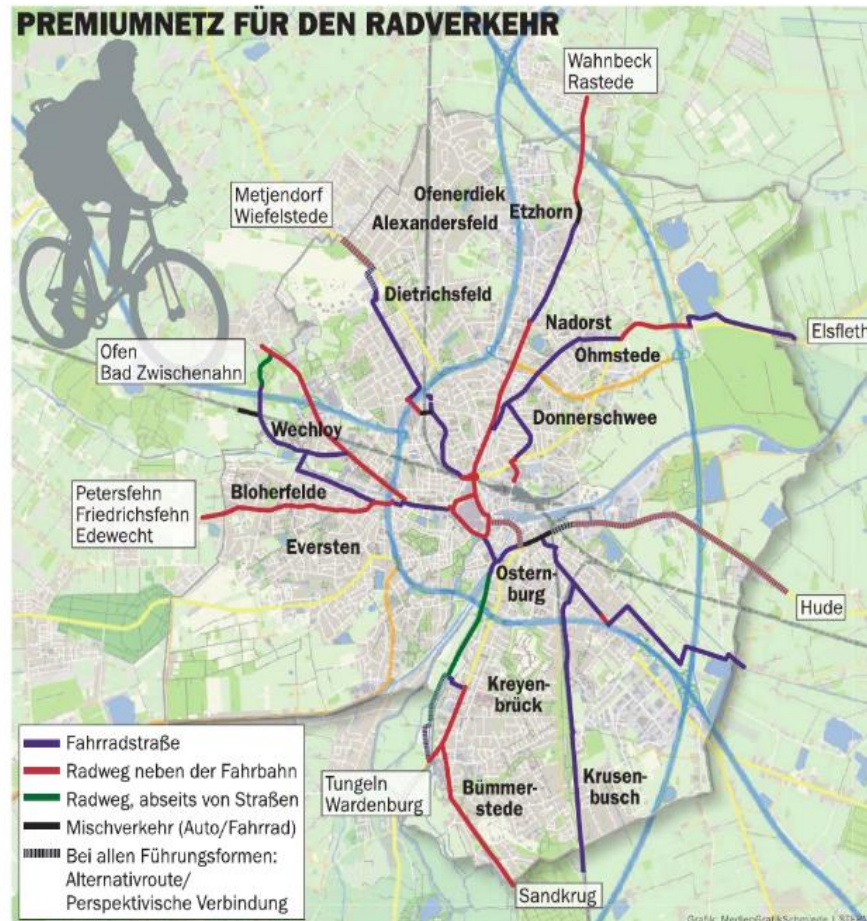 PREMIUMNETZ FÜR DEN RADVERKEHR
Wahnbeck
Rastede
Metjendorf
Wiefelstede
Ofenerdiek
Alexandersfeld
Etzhorn
Dietrichsfeld
Nadorst
Ohmstede
Elsfleth
Ofen
Bad Zwischenahn
Donnerschwee
Wechloy
Petersfehn
Friedrichsfehn
Edewecht
Bloherfelde
Eversten
Ostern-
burg
Hude
Kreyen-
brück
Fahrradstraße
Radweg neben der Fahrbahn
Radweg, abseits von Straßen
Mischverkehr (Auto/Fahrrad)
Bei allen Führungsformen:
Alternativroute/
Perspektivische Verbindung
Tungeln
Wardenburg
Bümmer-
stede
Krusen-
busch
Sandkrug